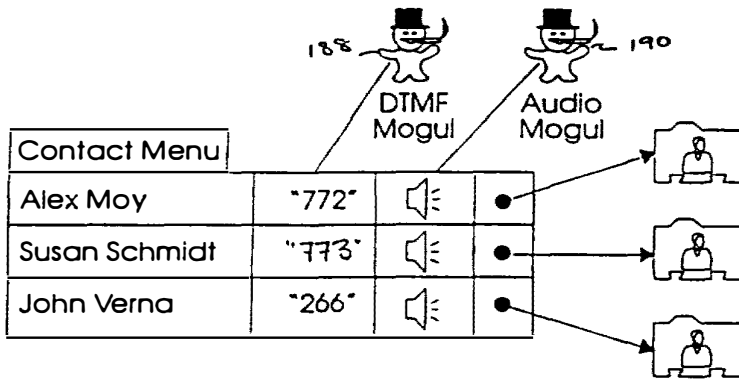 188
190
DTMF
Mogul
Audio
Mogul
Contact Menu
Alex Moy "772"
Susan Schmidt "773"
John Verna "266"